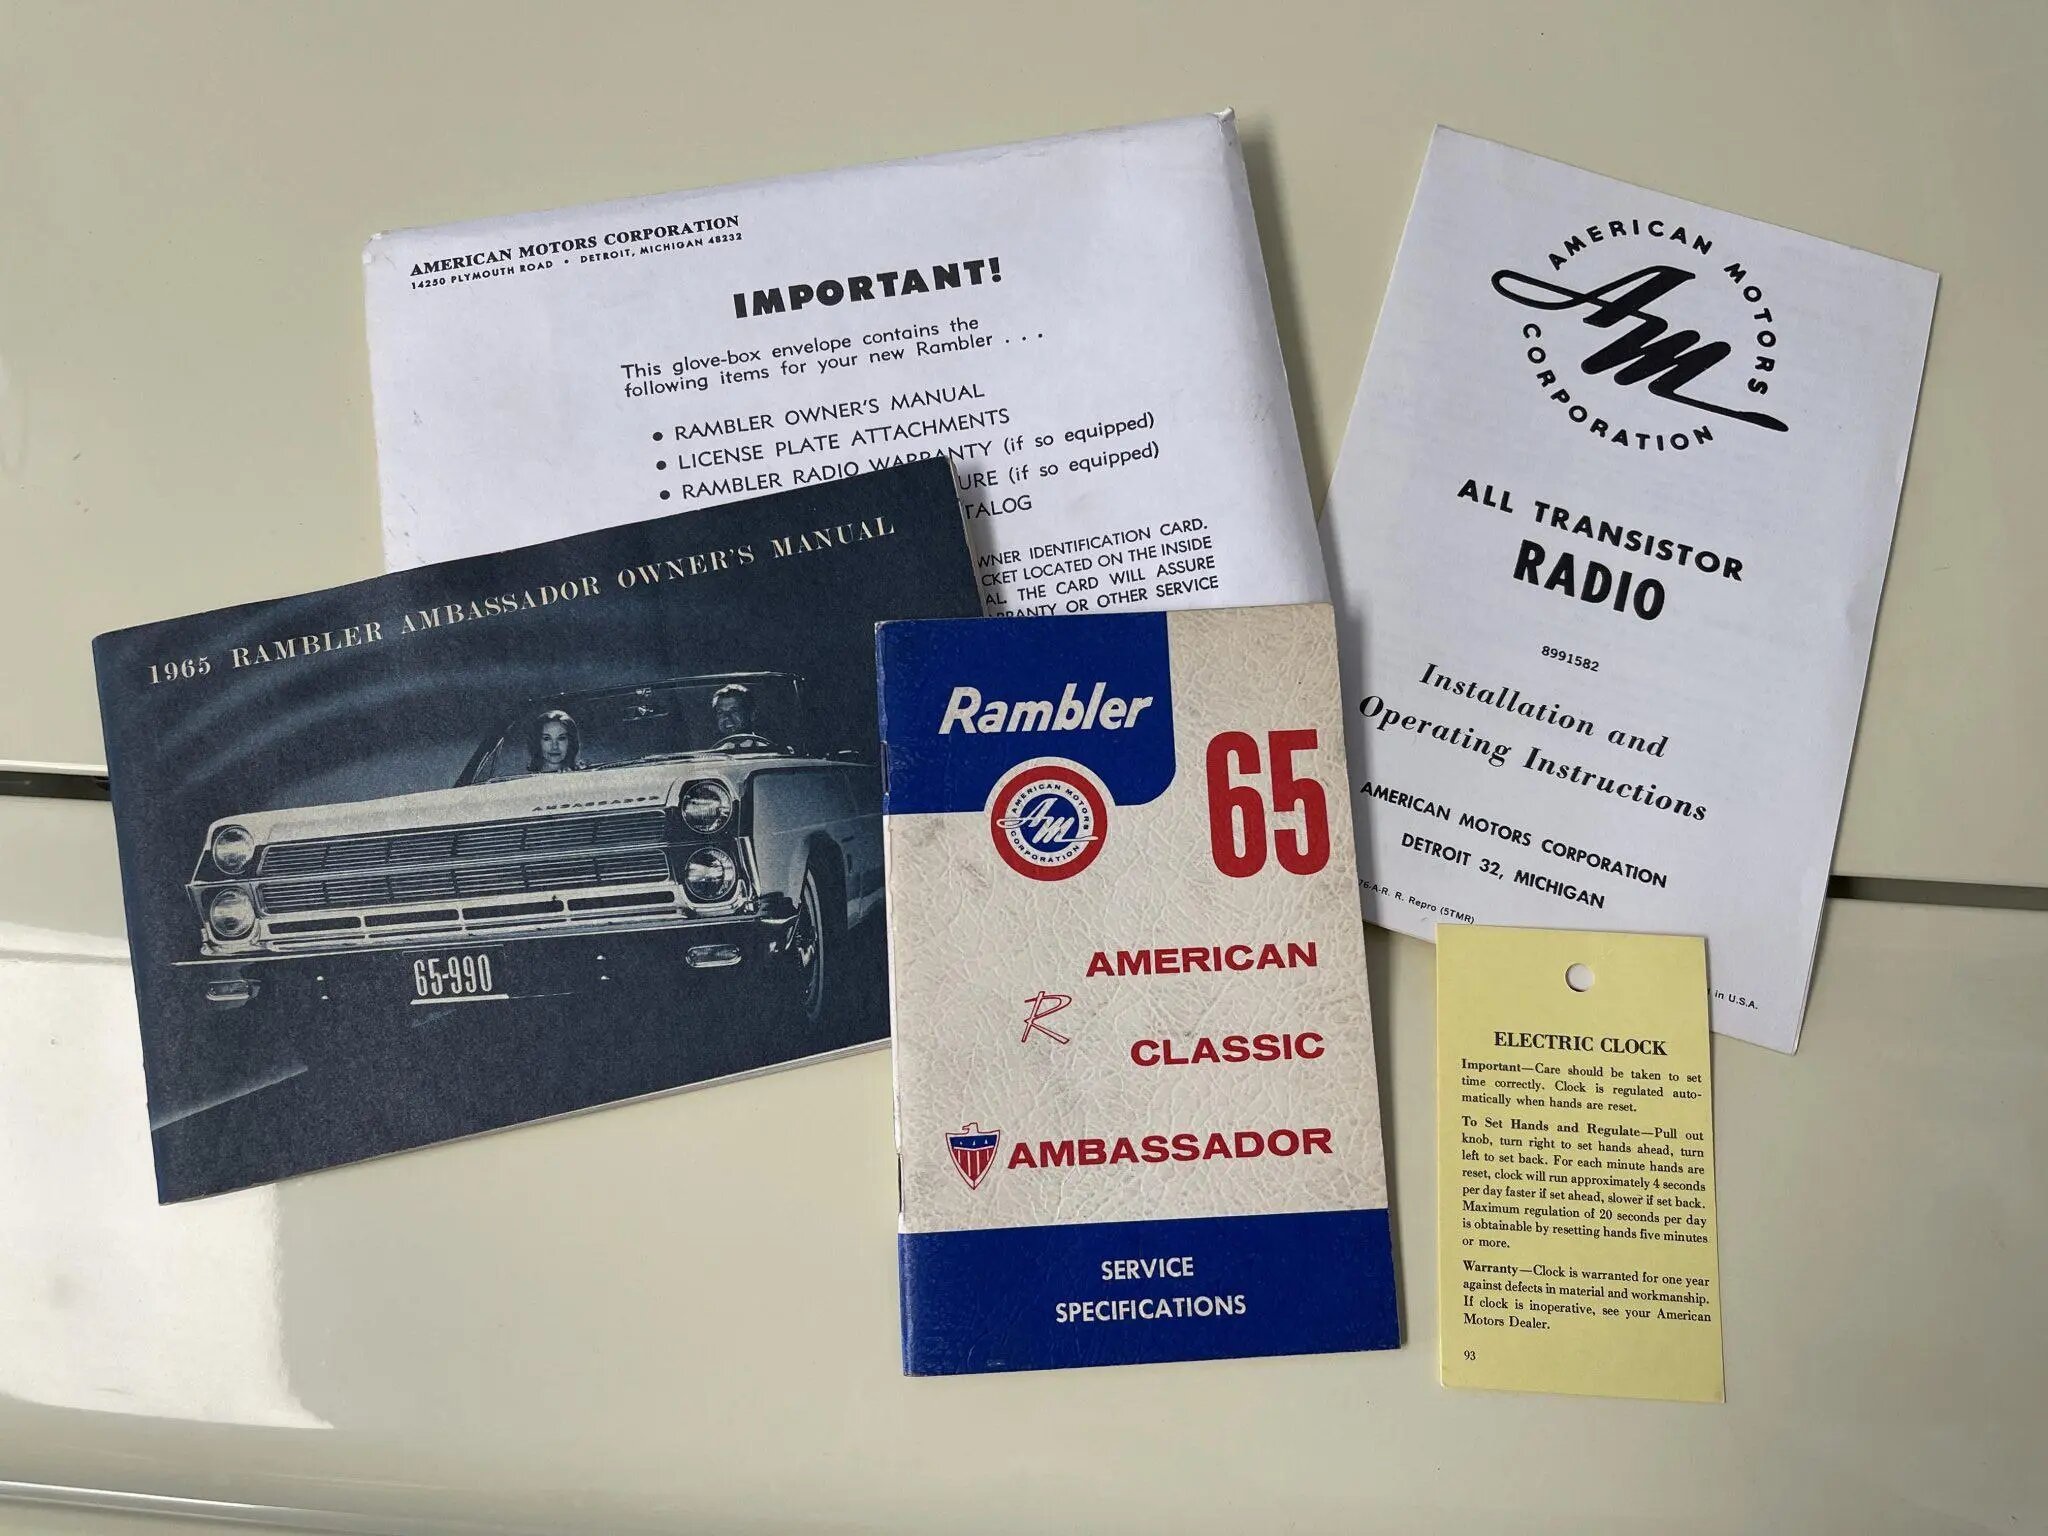 AMERICAN MOTORS CORPORATION
14250 PLYMOUTH ROAD • DETROIT, MICHIGAN 48232
IMPORTANT!
This glove-box envelope contains the
following items for your new Rambler . . .
• RAMBLER OWNER'S MANUAL
• LICENSE PLATE ATTACHMENTS
• RAMBLER RADIO WARRANTY (if so equipped)
URE (if so equipped)
TALOG
WNER IDENTIFICATION CARD.
CKET LOCATED ON THE INSIDE
AL. THE CARD WILL ASSURE
RRANTY OR OTHER SERVICE
1965 RAMBLER AMBASSADOR OWNER'S MANUAL
AMBASSADOR
65-990
Rambler
65
AMERICAN MOTORS
AM
CORPORATION
AMERICAN
R
CLASSIC
AMBASSADOR
SERVICE
SPECIFICATIONS
AMERICAN MOTORS
AM
CORPORATION
ALL TRANSISTOR
RADIO
8991582
Installation and
Operating Instructions
AMERICAN MOTORS CORPORATION
DETROIT 32, MICHIGAN
76-A-R. R. Repro (5TMR)
in U.S.A.
ELECTRIC CLOCK
Important—Care should be taken to set
time correctly. Clock is regulated auto-
matically when hands are reset.
To Set Hands and Regulate—Pull out
knob, turn right to set hands ahead, turn
left to set back. For each minute hands are
reset, clock will run approximately 4 seconds
per day faster if set ahead, slower if set back.
Maximum regulation of 20 seconds per day
is obtainable by resetting hands five minutes
or more.
Warranty—Clock is warranted for one year
against defects in material and workmanship.
If clock is inoperative, see your American
Motors Dealer.
93